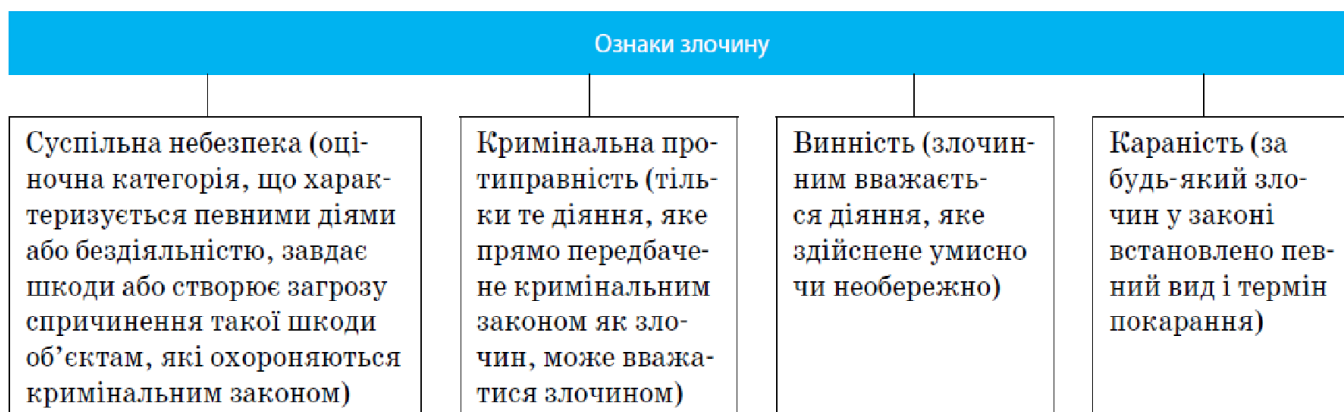 Ознаки злочину
Суспільна небезпека (оці-
ночна категорія, що харак-
теризується певними діями
або бездіяльністю, завдає
шкоди або створює загрозу
спричинення такої шкоди
об’єктам, які охороняються
кримінальним законом)
Кримінальна про-
типравність (тіль-
ки те діяння, яке
прямо передбаче-
не кримінальним
законом як зло-
чин, може вважа-
тися злочином)
Винність (злочин-
ним вважаєть-
ся діяння, яке
здійснене умисно
чи необережно)
Караність (за
будь-який зло-
чин у законі
встановлено пев-
ний вид і термін
покарання)